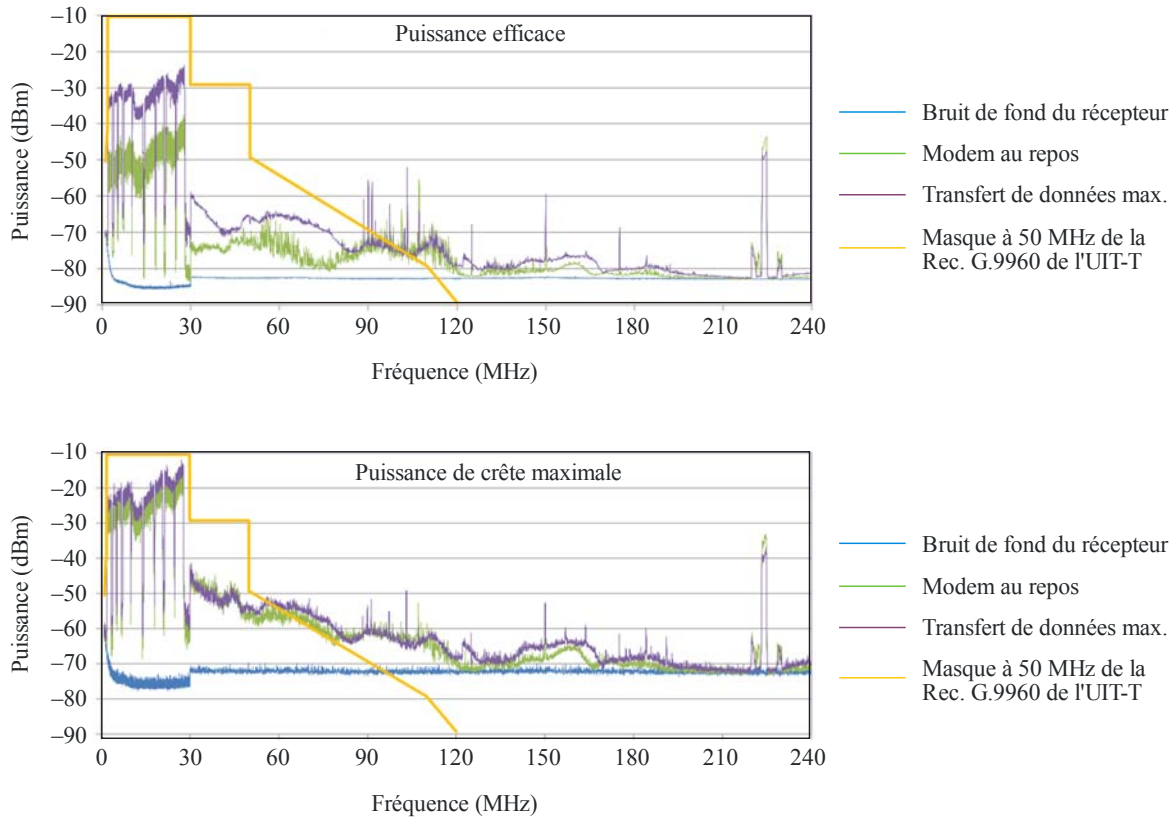 Puissance efficace
Puissance (dBm)
–10
–20
–30
–40
–50
–60
–70
–80
–90
0 30 60 90 120 150 180 210 240
Fréquence (MHz)
Bruit de fond du récepteur
Modem au repos
Transfert de données max.
Masque à 50 MHz de la
Rec. G.9960 de l'UIT-T
Puissance de crête maximale
Puissance (dBm)
–10
–20
–30
–40
–50
–60
–70
–80
–90
0 30 60 90 120 150 180 210 240
Fréquence (MHz)
Bruit de fond du récepteur
Modem au repos
Transfert de données max.
Masque à 50 MHz de la
Rec. G.9960 de l'UIT-T